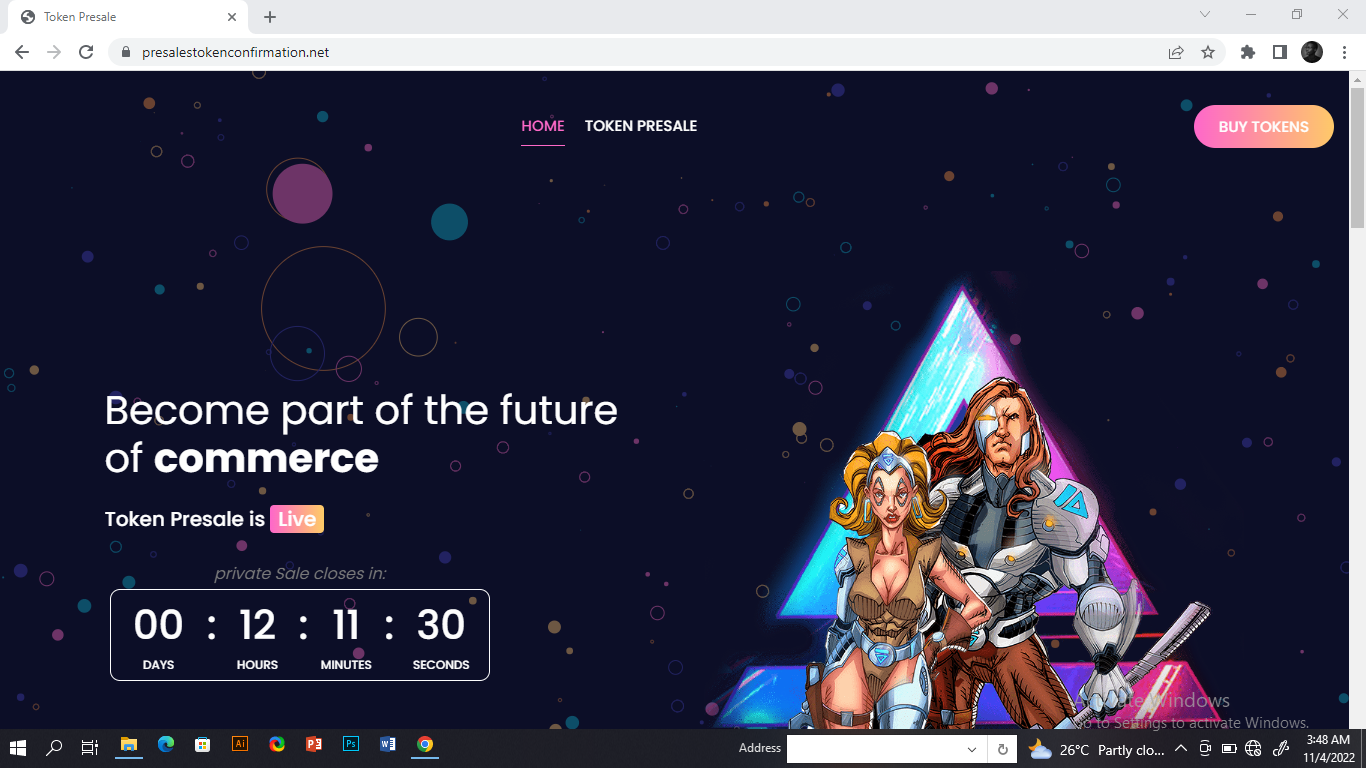 Token Presale
presalestokenconfirmation.net
HOME TOKEN PRESALE
BUY TOKENS
Become part of the future
of commerce
Token Presale is Live
private Sale closes in:
00 : 12 : 11 : 30
DAYS HOURS MINUTES SECONDS
Activate Windows
Go to Settings to activate Windows.
Address
26°C Partly clo...
3:48 AM
11/4/2022